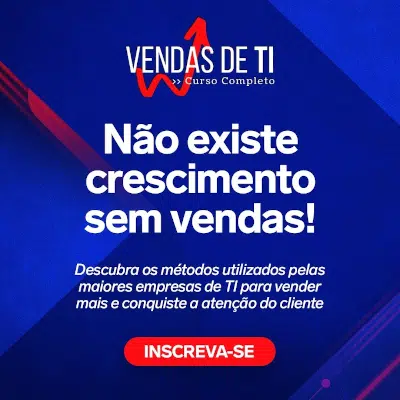 VENDAS DE TI
>> Curso Completo
Não existe
crescimento
sem vendas!
Descubra os métodos utilizados pelas
maiores empresas de TI para vender
mais e conquiste a atenção do cliente
INSCREVA-SE